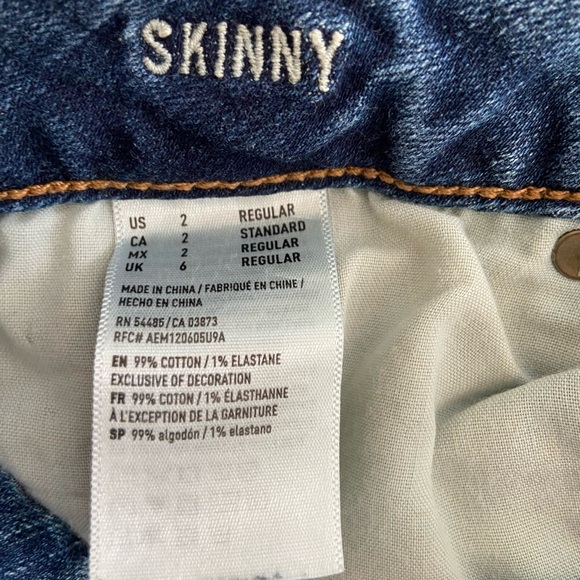 SKINNY
US 2 REGULAR
CA 2 STANDARD
MX 2 REGULAR
UK 6 REGULAR
MADE IN CHINA / FABRIQUÉ EN CHINE /
HECHO EN CHINA
RN 54485/CA 03873
RFC# AEM120605U9A
EN 99% COTTON / 1% ELASTANE
EXCLUSIVE OF DECORATION
FR 99% COTON / 1% ÉLASTHANNE
À L'EXCEPTION DE LA GARNITURE
SP 99% algodón / 1% elastano